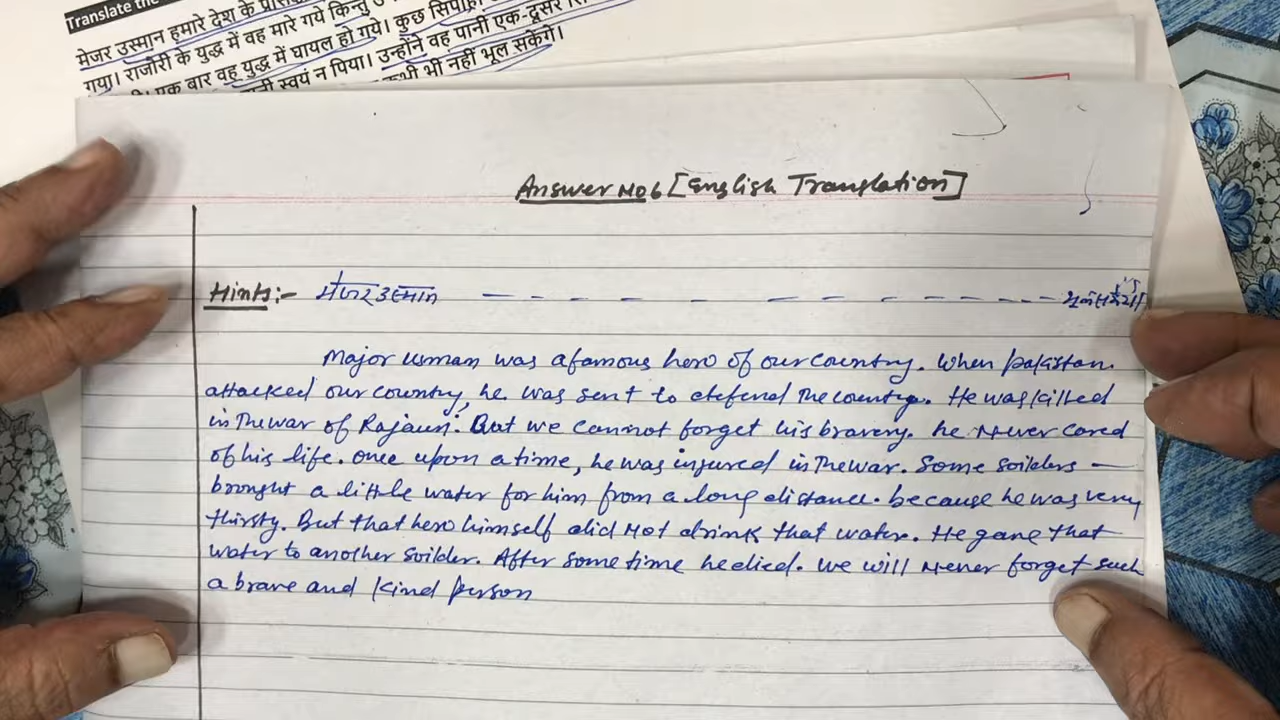 Translate the
मेजर उस्मान हमारे देश के
गया। राजोरी के युद्ध में वह मारे गये किन्तु उ
एक बार वह युद्ध में घायल हो गये। कुछ सिपाही
स्वयं न पिया। उन्होंने वह पानी एक-दूसरे सि
भी नहीं भूल सकेंगे।
Answer No 6 [English Translation]
Hints:- मेजर उस्मान - - - - - - - - - - - - -
Major usman was a famous hero of our country. When pakistan
attacked our country, he was sent to defend the country. He was killed
in the war of Rajauri. But we cannot forget his bravery. he never cared
of his life. once upon a time, he was injured in the war. Some soilders —
brought a little water for him from a long distance. because he was very
thirsty. But that hero himself did not drink that water. He gave that
water to another soilder. After some time he died. we will never forget such
a brave and kind person